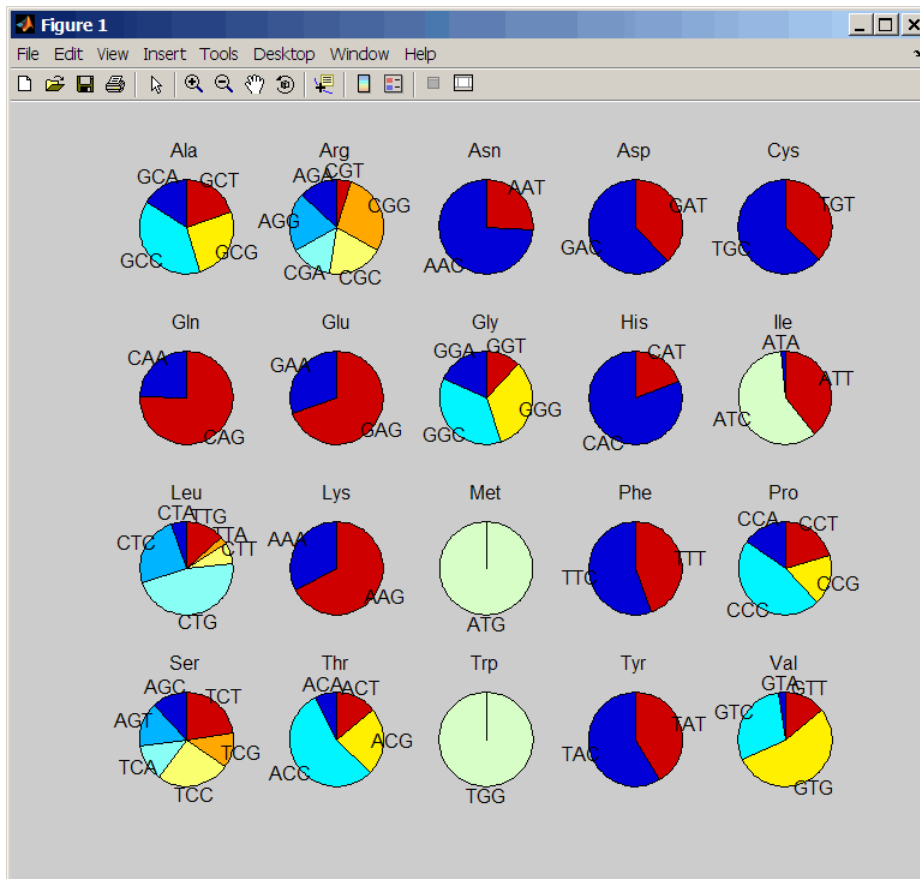 Figure 1
File Edit View Insert Tools Desktop Window Help
Ala Arg Asn Asp Cys
GCA GCT GCC GCG
AGA CGT AGG CGG CGA CGC
AAT AAC
GAT GAC
TGT TGC
Gln Glu Gly His Ile
CAA CAG
GAA GAG
GGA GGT GGC GGG
CAT CAC
ATA ATT ATC
Leu Lys Met Phe Pro
CTA TTG TTA CTC CTT CTG
AAA AAG
ATG
TTT TTC
CCA CCT CCG CCC
Ser Thr Trp Tyr Val
AGC TCT AGT TCG TCA TCC
ACA ACT ACG ACC
TGG
TAT TAC
GTA GTT GTC GTG